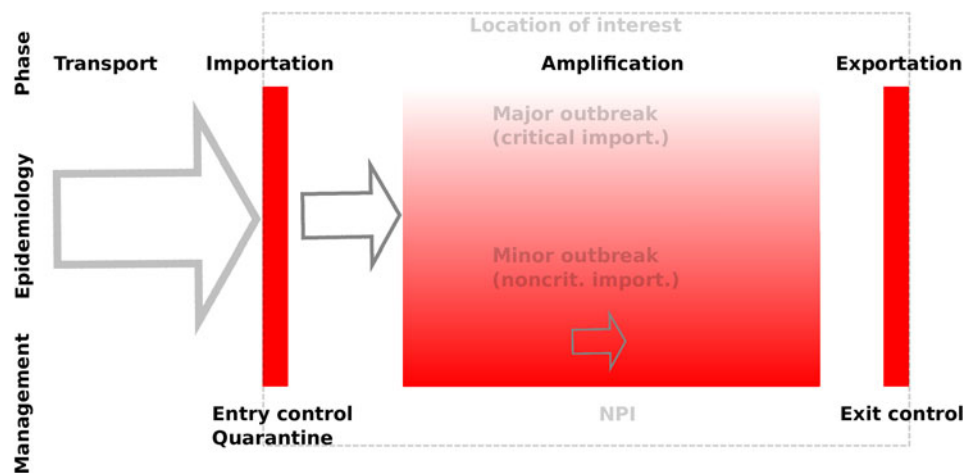 Location of interest
Phase
Transport
Importation
Amplification
Exportation
Epidemiology
Major outbreak
(critical import.)
Minor outbreak
(noncrit. import.)
Management
Entry control
Quarantine
NPI
Exit control